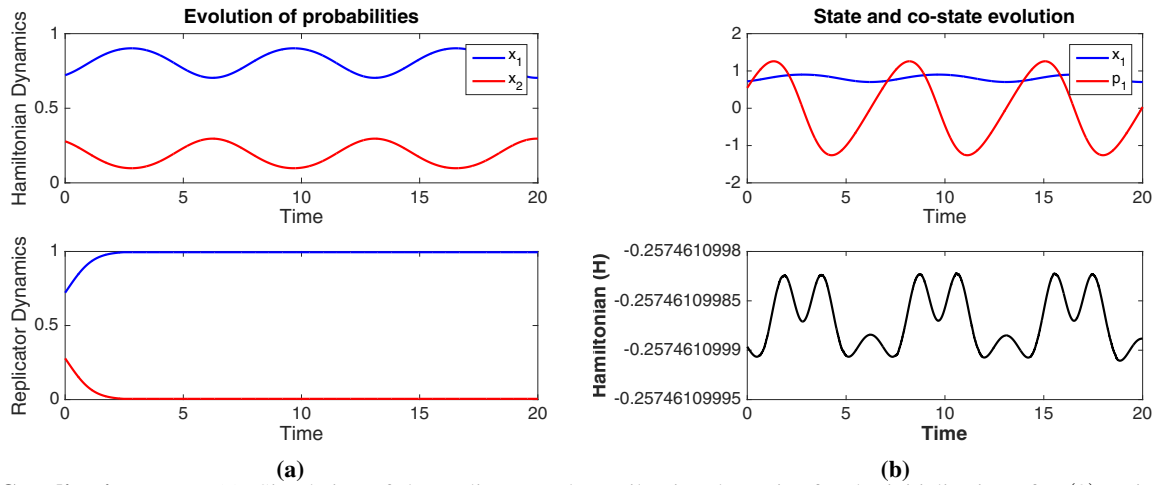 Evolution of probabilities
Hamiltonian Dynamics
1
0.5
0
x1
x2
0 5 10 15 20
Time
Replicator Dynamics
1
0.5
0
0 5 10 15 20
Time
(a)
State and co-state evolution
2
1
0
-1
-2
x1
p1
0 5 10 15 20
Time
Hamiltonian (H)
-0.2574610998
-0.25746109985
-0.2574610999
-0.25746109995
0 5 10 15 20
Time
(b)